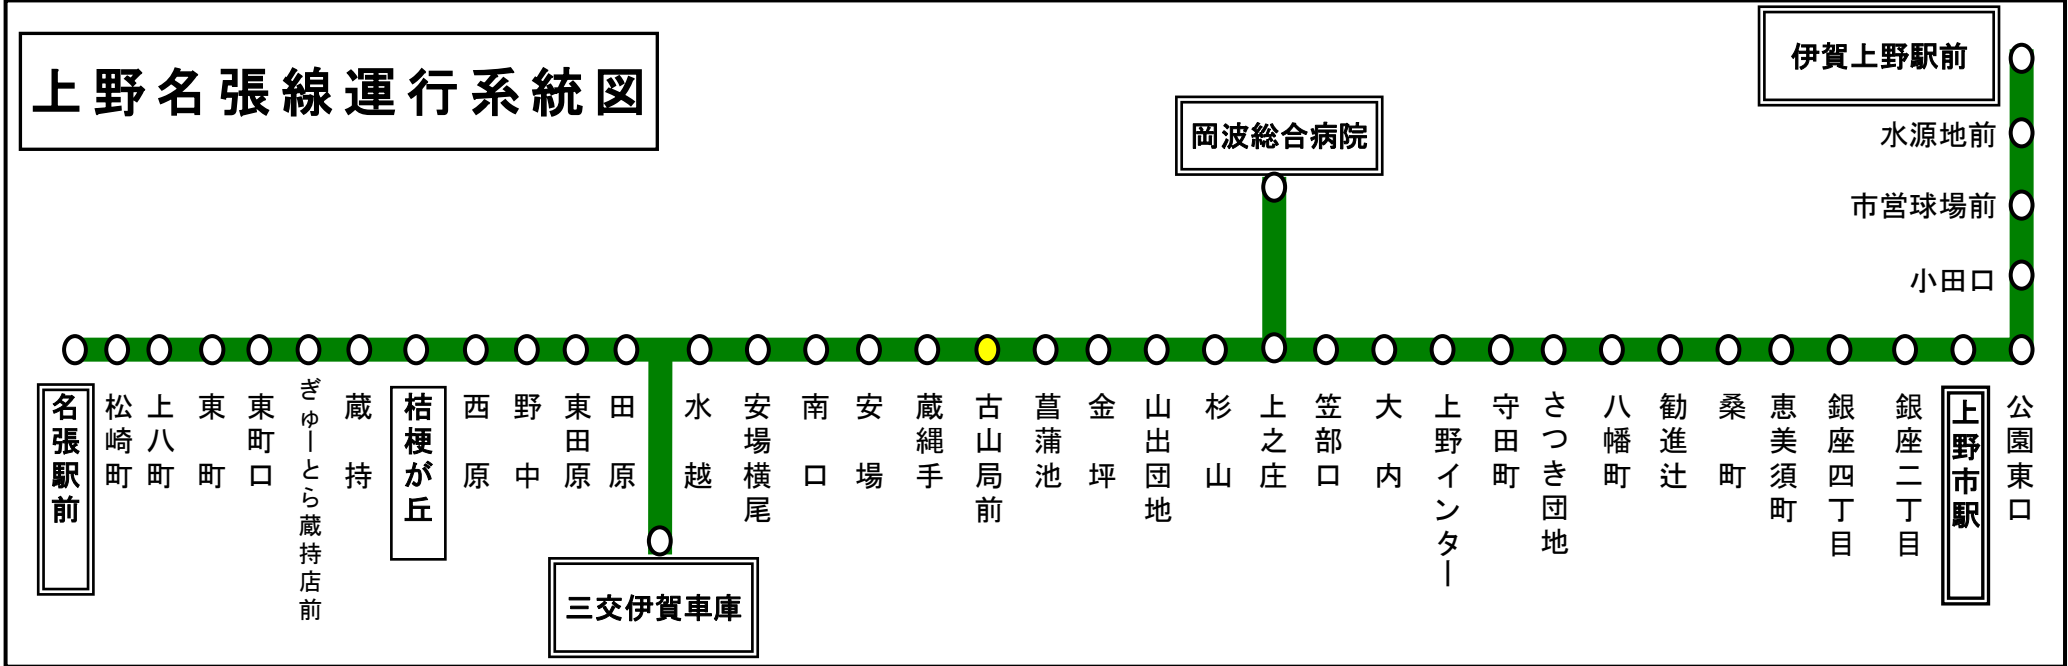 上野名張線運行系統図
伊賀上野駅前
岡波総合病院
水源地前
市営球場前
小田口
名張駅前
松崎町
上八町
東町
東町口
ぎゅーとら蔵持店前
蔵持
桔梗が丘
西原
野中
東田原
田原
水越
安場横尾
南口
安場
蔵縄手
古山局前
菖蒲池
金坪
山出団地
杉山
上之庄
笠部口
大内
上野インター
守田町
さつき団地
八幡町
勧進辻
桑町
恵美須町
銀座四丁目
銀座二丁目
上野市駅
公園東口
三交伊賀車庫